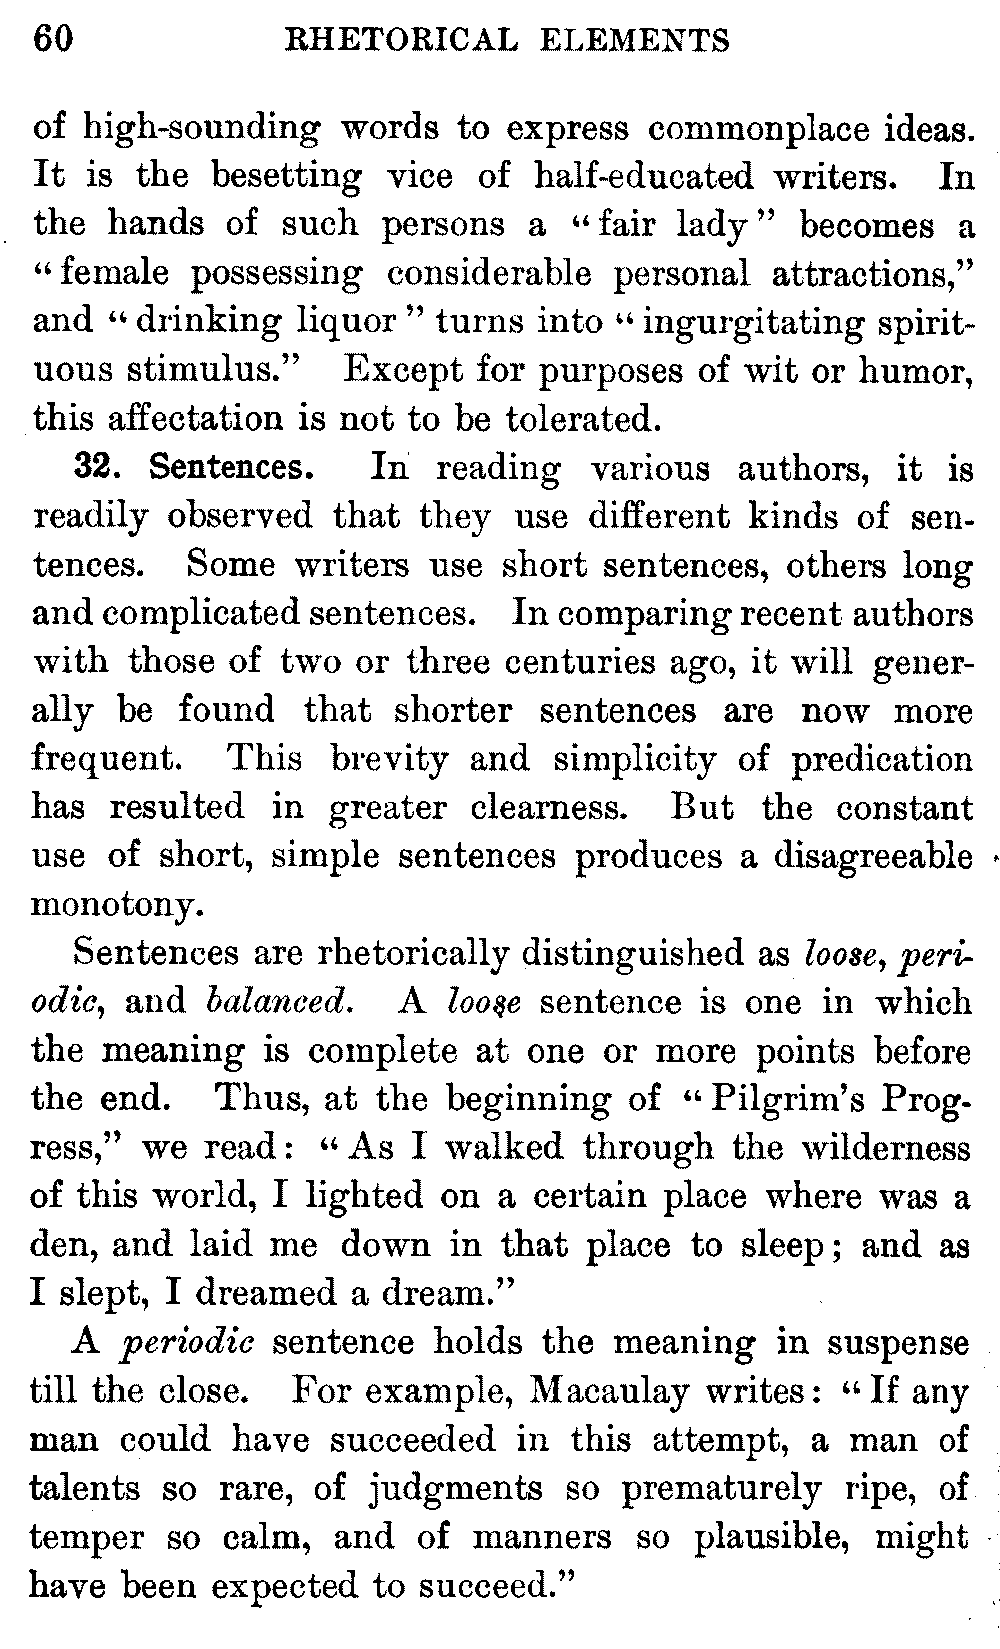 60 RHETORICAL ELEMENTS
of high-sounding words to express commonplace ideas.
It is the besetting vice of half-educated writers. In
the hands of such persons a “fair lady” becomes a
“female possessing considerable personal attractions,”
and “drinking liquor” turns into “ingurgitating spirit-
uous stimulus.” Except for purposes of wit or humor,
this affectation is not to be tolerated.
32. Sentences. In reading various authors, it is
readily observed that they use different kinds of sen-
tences. Some writers use short sentences, others long
and complicated sentences. In comparing recent authors
with those of two or three centuries ago, it will gener-
ally be found that shorter sentences are now more
frequent. This brevity and simplicity of predication
has resulted in greater clearness. But the constant
use of short, simple sentences produces a disagreeable
monotony.
Sentences are rhetorically distinguished as loose, peri-
odic, and balanced. A loose sentence is one in which
the meaning is complete at one or more points before
the end. Thus, at the beginning of “Pilgrim’s Prog-
ress,” we read: “As I walked through the wilderness
of this world, I lighted on a certain place where was a
den, and laid me down in that place to sleep; and as
I slept, I dreamed a dream.”
A periodic sentence holds the meaning in suspense
till the close. For example, Macaulay writes: “If any
man could have succeeded in this attempt, a man of
talents so rare, of judgments so prematurely ripe, of
temper so calm, and of manners so plausible, might
have been expected to succeed.”